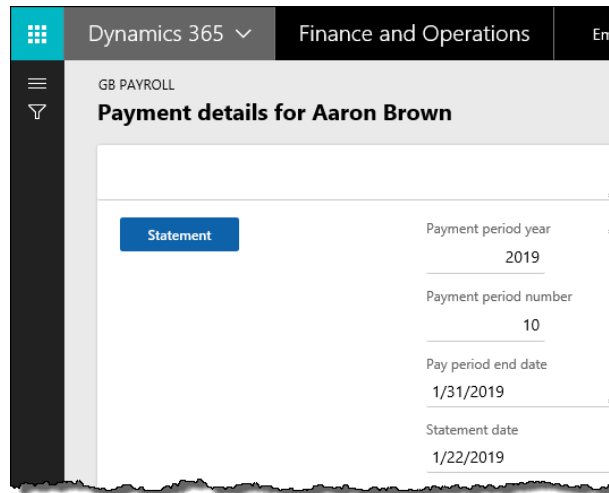 Dynamics 365 Finance and Operations
GB PAYROLL
Payment details for Aaron Brown
Statement
Payment period year
2019
Payment period number
10
Pay period end date
1/31/2019
Statement date
1/22/2019